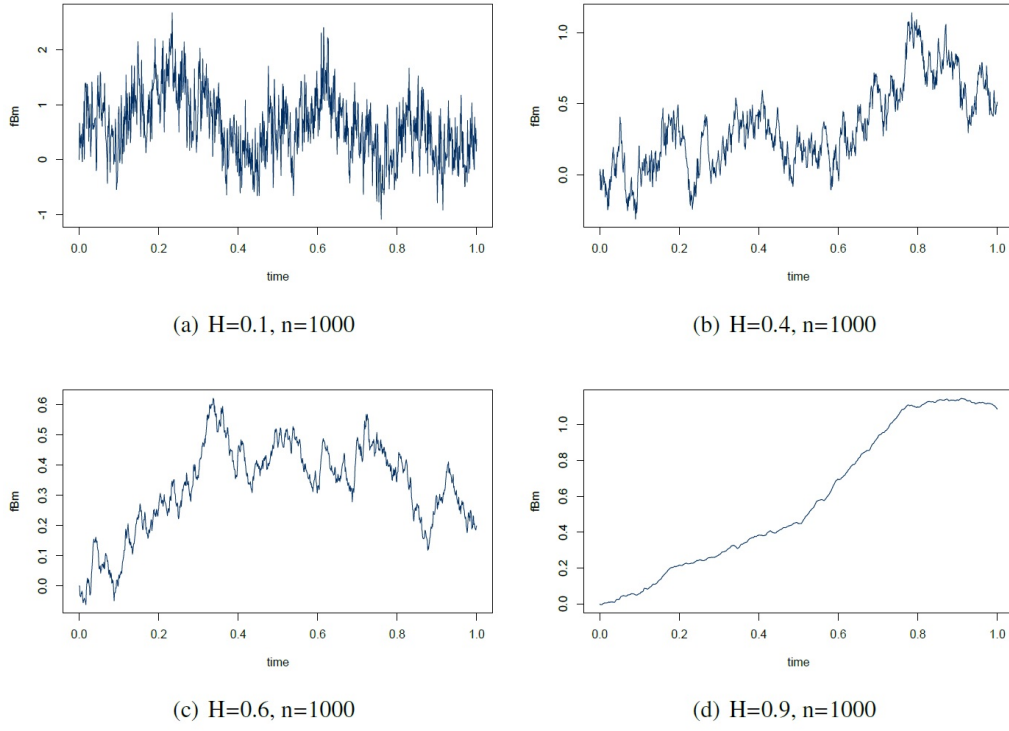 fBm
2
1
0
-1
0.0 0.2 0.4 0.6 0.8 1.0
time
(a) H=0.1, n=1000
fBm
1.0
0.5
0.0
0.0 0.2 0.4 0.6 0.8 1.0
time
(b) H=0.4, n=1000
fBm
0.6
0.5
0.4
0.3
0.2
0.1
0.0
0.0 0.2 0.4 0.6 0.8 1.0
time
(c) H=0.6, n=1000
fBm
1.0
0.8
0.6
0.4
0.2
0.0
0.0 0.2 0.4 0.6 0.8 1.0
time
(d) H=0.9, n=1000